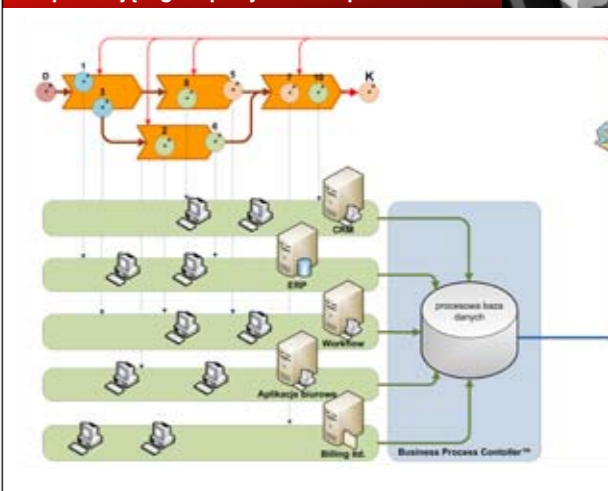 D
1
3
8
5
7
10
K
2
6
CRM
ERP
Workflow
Aplikacje biurowe
Billing itd.
procesowa baza
danych
Business Process Contoller™